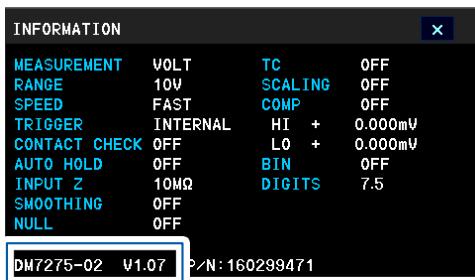 INFORMATION ×
MEASUREMENT VOLT TC OFF
RANGE 10V SCALING OFF
SPEED FAST COMP OFF
TRIGGER INTERNAL HI + 0.000mV
CONTACT CHECK OFF LO + 0.000mV
AUTO HOLD OFF BIN OFF
INPUT Z 10MΩ DIGITS 7.5
SMOOTHING OFF
NULL OFF
DM7275-02 V1.07 P/N:160299471